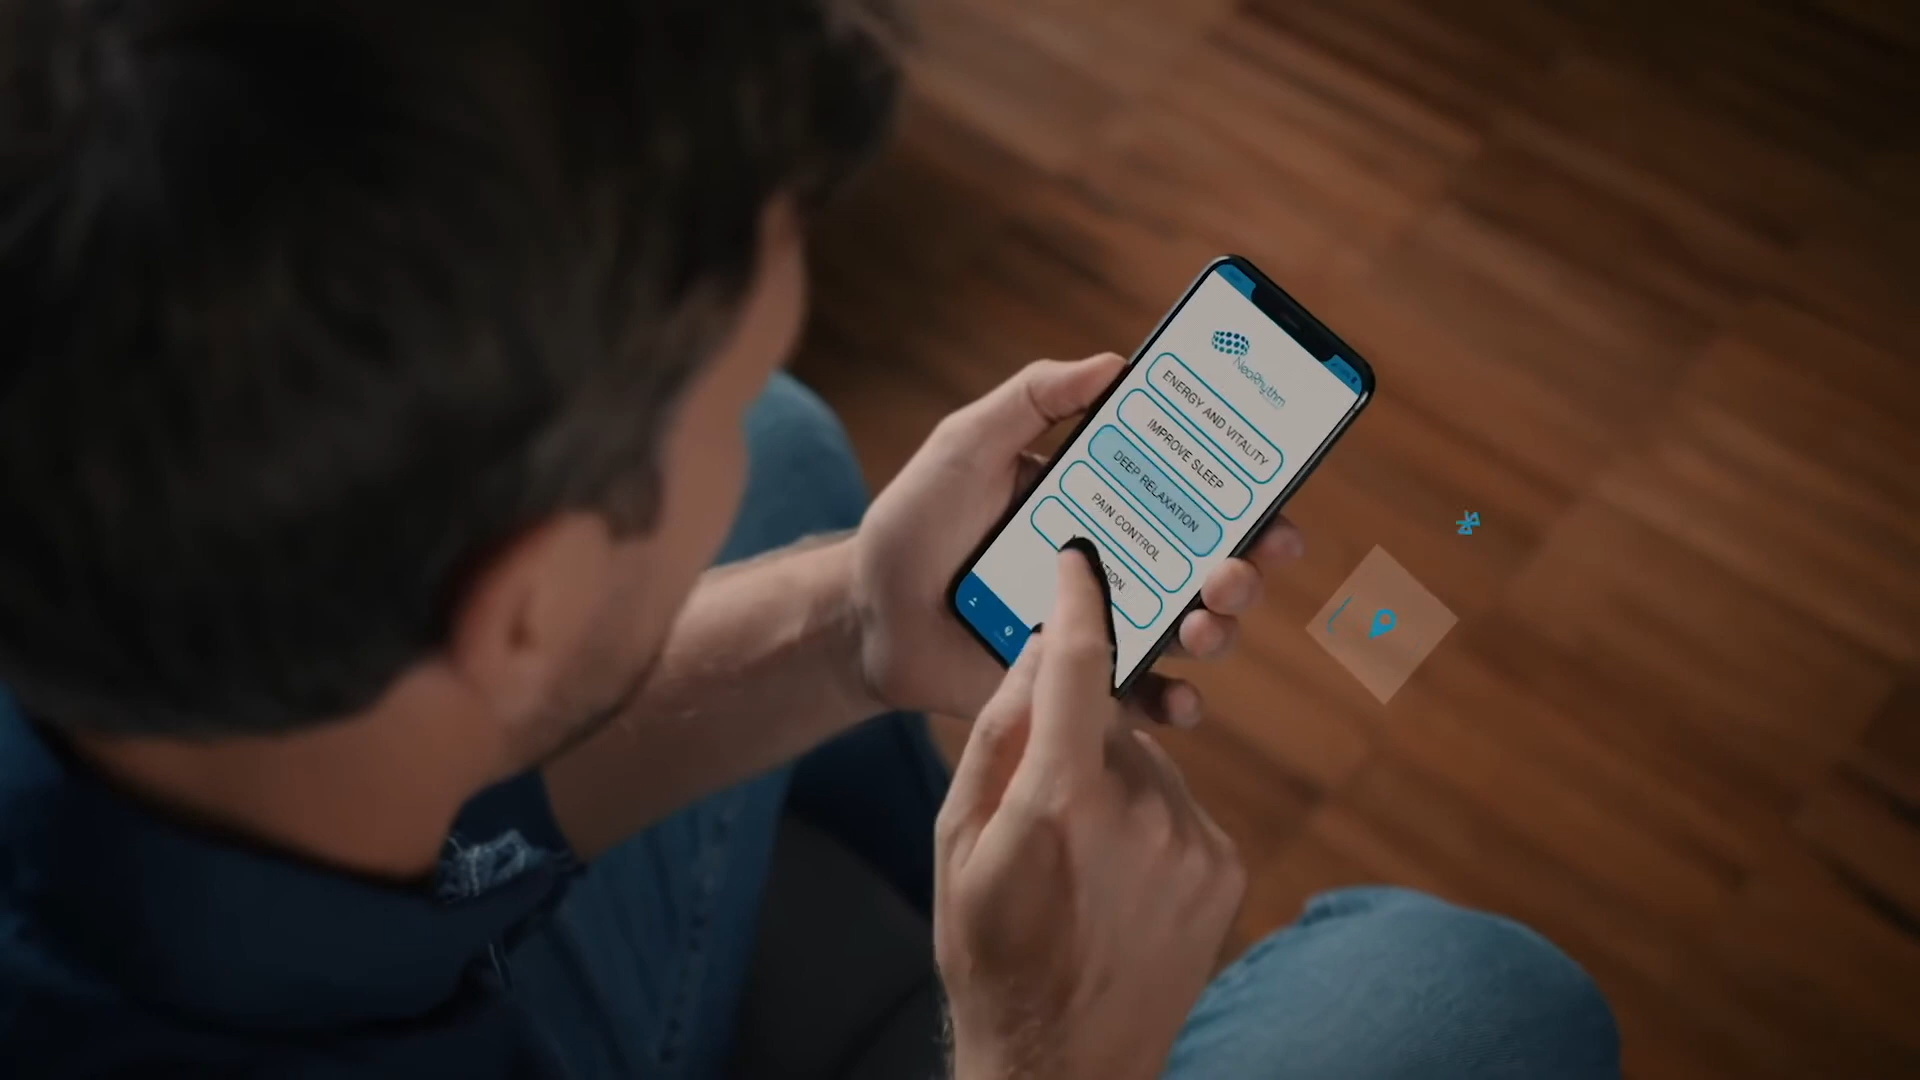 NeoRhythm
ENERGY AND VITALITY
IMPROVE SLEEP
DEEP RELAXATION
PAIN CONTROL